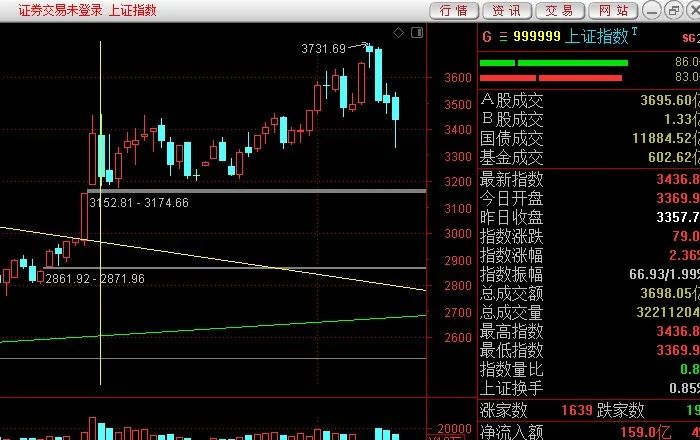 证券交易未登录 上证指数
行情 资讯 交易 网站
3731.69
G 999999 上证指数 T
86.0
83.0
3600
3500
3400
3300
3200
3100
3000
2900
2800
2700
2600
3152.81 - 3174.66
2861.92 - 2871.96
A股成交 3695.60亿
B股成交 1.33亿
国债成交 11884.52亿
基金成交 602.62亿
最新指数 3436.8
今日开盘 3369.9
昨日收盘 3357.7
指数涨跌 79.0
指数涨幅 2.36%
指数振幅 66.93/1.99%
总成交额 3698.05亿
总成交量 32211204
最高指数 3436.8
最低指数 3369.9
指数量比 0.8
上证换手 0.85%
涨家数 1639 跌家数 19
净流入额 159.0亿
20000